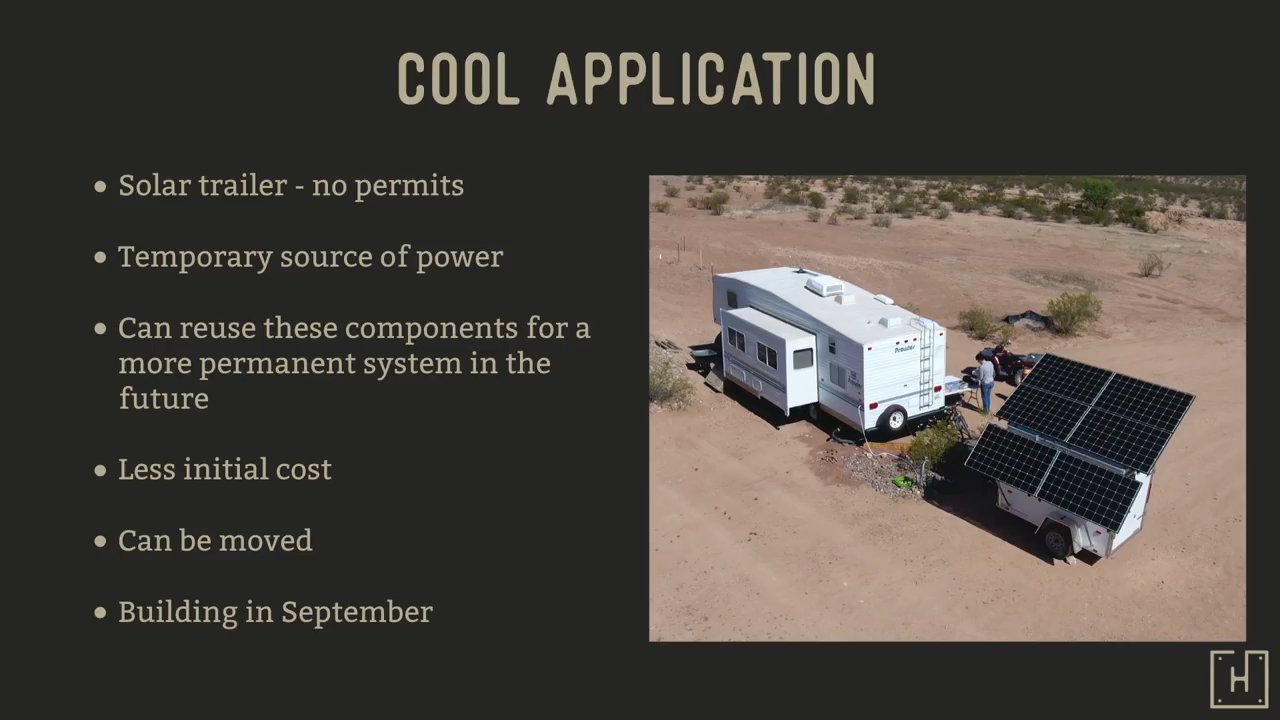 COOL APPLICATION
• Solar trailer - no permits
• Temporary source of power
• Can reuse these components for a
more permanent system in the
future
• Less initial cost
• Can be moved
• Building in September
Prowler
H